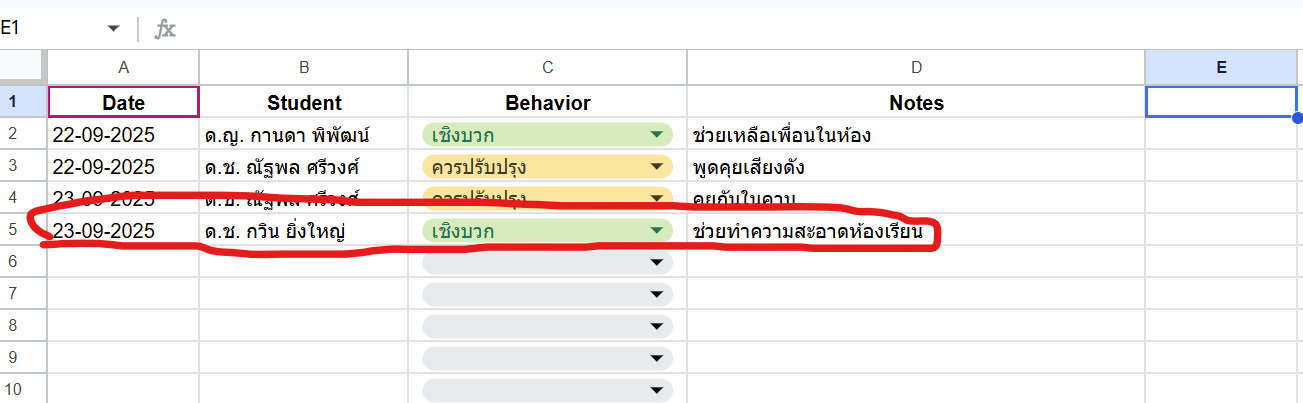 E1 fx
A B C D E
1 Date Student Behavior Notes
2 22-09-2025 ด.ญ. กานดา พิพัฒน์ เชิงบวก ช่วยเหลือเพื่อนในห้อง
3 22-09-2025 ด.ช. ณัฐพล ศรีวงศ์ ควรปรับปรุง พูดคุยเสียงดัง
4 23-09-2025 ด.ช. ณัฐพล ศรีวงศ์ ควรปรับปรุง คุยกันในคาบ
5 23-09-2025 ด.ช. กวิน ยิ่งใหญ่ เชิงบวก ช่วยทำความสะอาดห้องเรียน
6
7
8
9
10